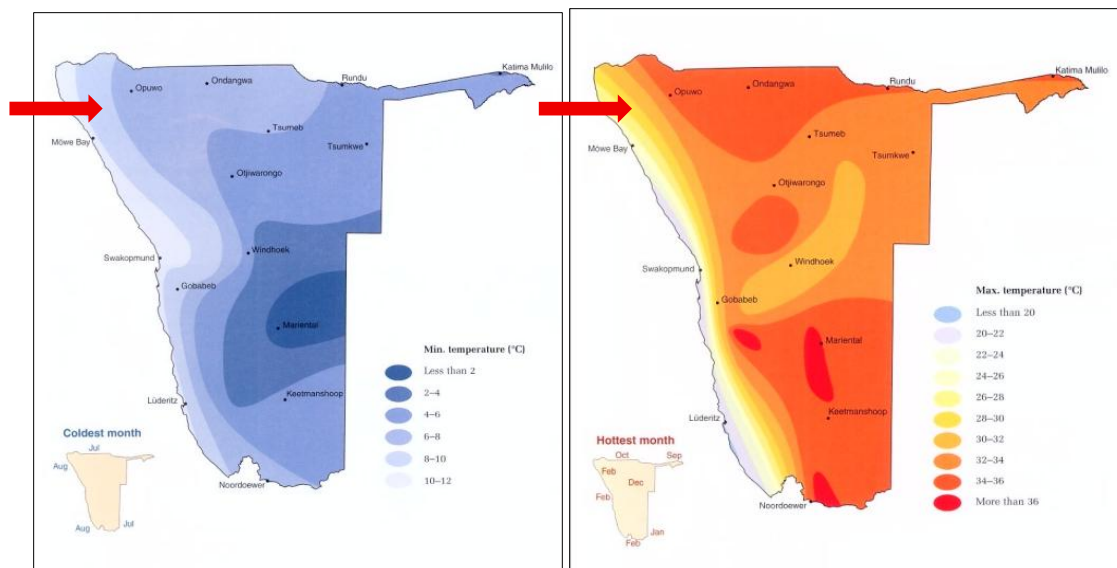 Katima Mulilo
Rundu
Ondangwa
Opuwo
Tsumeb
Möwe Bay
Tsumkwe
Otjiwarongo
Windhoek
Swakopmund
Gobabeb
Mariental
Min. temperature (°C)
Less than 2
2–4
4–6
6–8
8–10
10–12
Keetmanshoop
Lüderitz
Coldest month
Jul
Aug
Aug
Jul
Noordoewer
Katima Mulilo
Rundu
Ondangwa
Opuwo
Tsumeb
Möwe Bay
Tsumkwe
Otjiwarongo
Windhoek
Swakopmund
Gobabeb
Mariental
Max. temperature (°C)
Less than 20
20–22
22–24
24–26
26–28
28–30
30–32
32–34
34–36
More than 36
Keetmanshoop
Lüderitz
Hottest month
Oct
Sep
Feb
Dec
Feb
Jan
Feb
Noordoewer